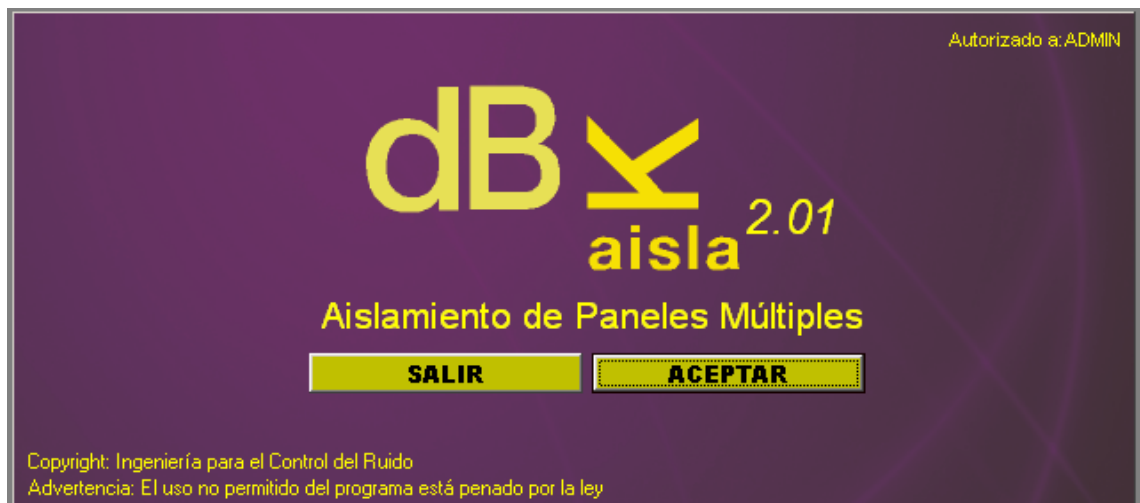 Autorizado a:ADMIN
dBK
aisla 2.01
Aislamiento de Paneles Múltiples
SALIR
ACEPTAR
Copyright: Ingeniería para el Control del Ruido
Advertencia: El uso no permitido del programa está penado por la ley